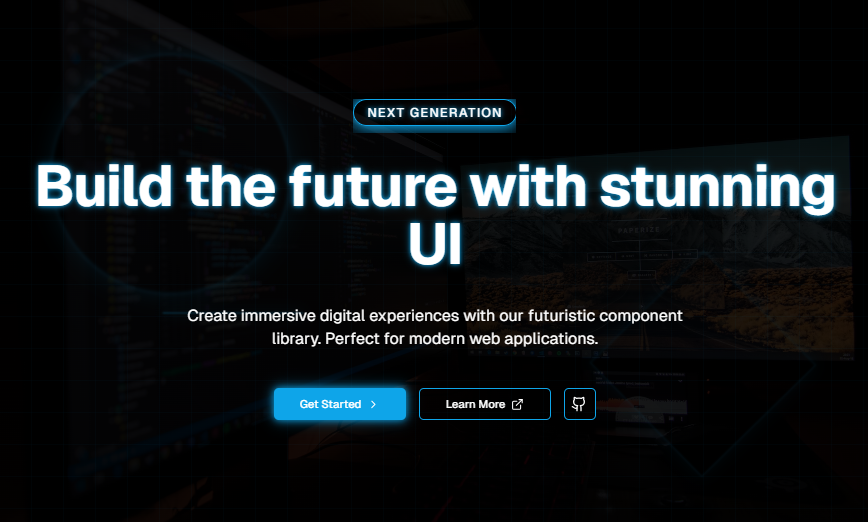 NEXT GENERATION
Build the future with stunning
UI
Create immersive digital experiences with our futuristic component
library. Perfect for modern web applications.
Get Started
Learn More